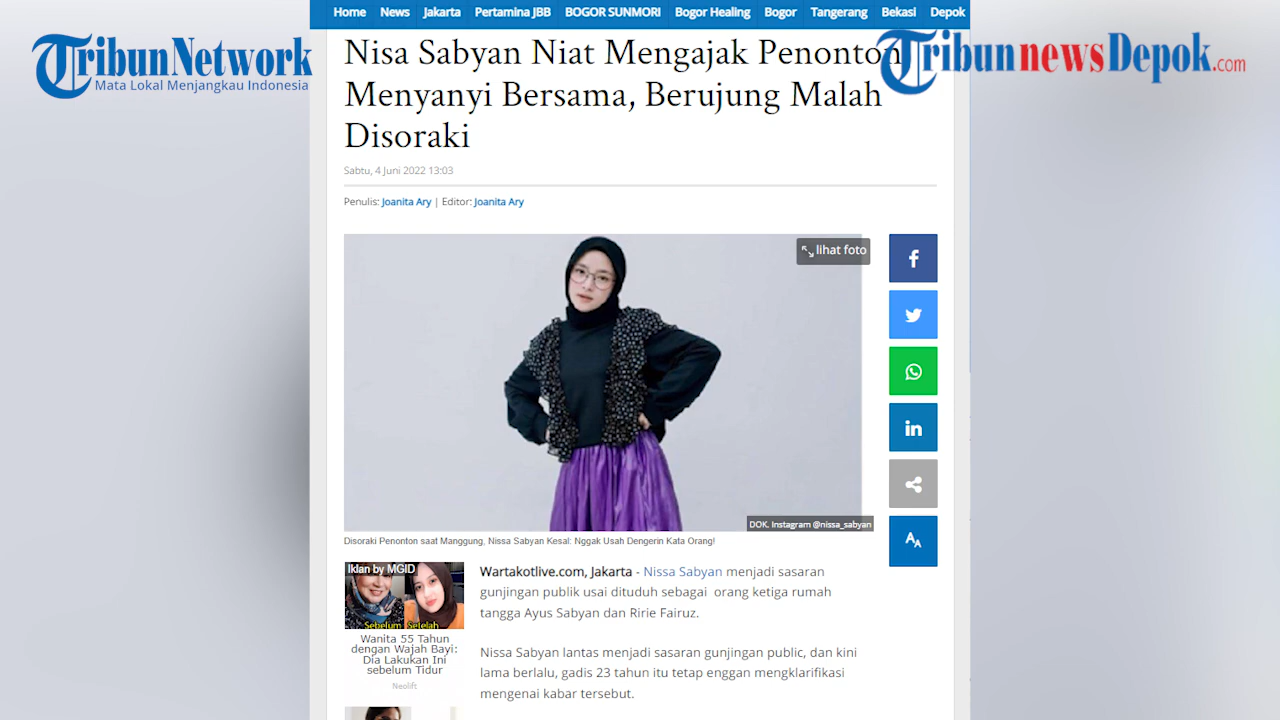 Home News Jakarta Pertamina JBB BOGOR SUNMORI Bogor Healing Bogor Tangerang Bekasi Depok
TribunNetwork
Mata Lokal Menjangkau Indonesia
TribunnewsDepok.com
Nisa Sabyan Niat Mengajak Penonton
Menyanyi Bersama, Berujung Malah
Disoraki
Sabtu, 4 Juni 2022 13:03
Penulis: Joanita Ary | Editor: Joanita Ary
lihat foto
DOK. Instagram @nissa_sabyan
Disoraki Penonton saat Manggung, Nissa Sabyan Kesal: Nggak Usah Dengerin Kata Orang!
Iklan by MGID
Sebelum Setelah
Wanita 55 Tahun
dengan Wajah Bayi:
Dia Lakukan Ini
sebelum Tidur
Neolift
Wartakotlive.com, Jakarta - Nissa Sabyan menjadi sasaran
gunjingan publik usai dituduh sebagai orang ketiga rumah
tangga Ayus Sabyan dan Ririe Fairuz.
Nissa Sabyan lantas menjadi sasaran gunjingan public, dan kini
lama berlalu, gadis 23 tahun itu tetap enggan mengklarifikasi
mengenai kabar tersebut.